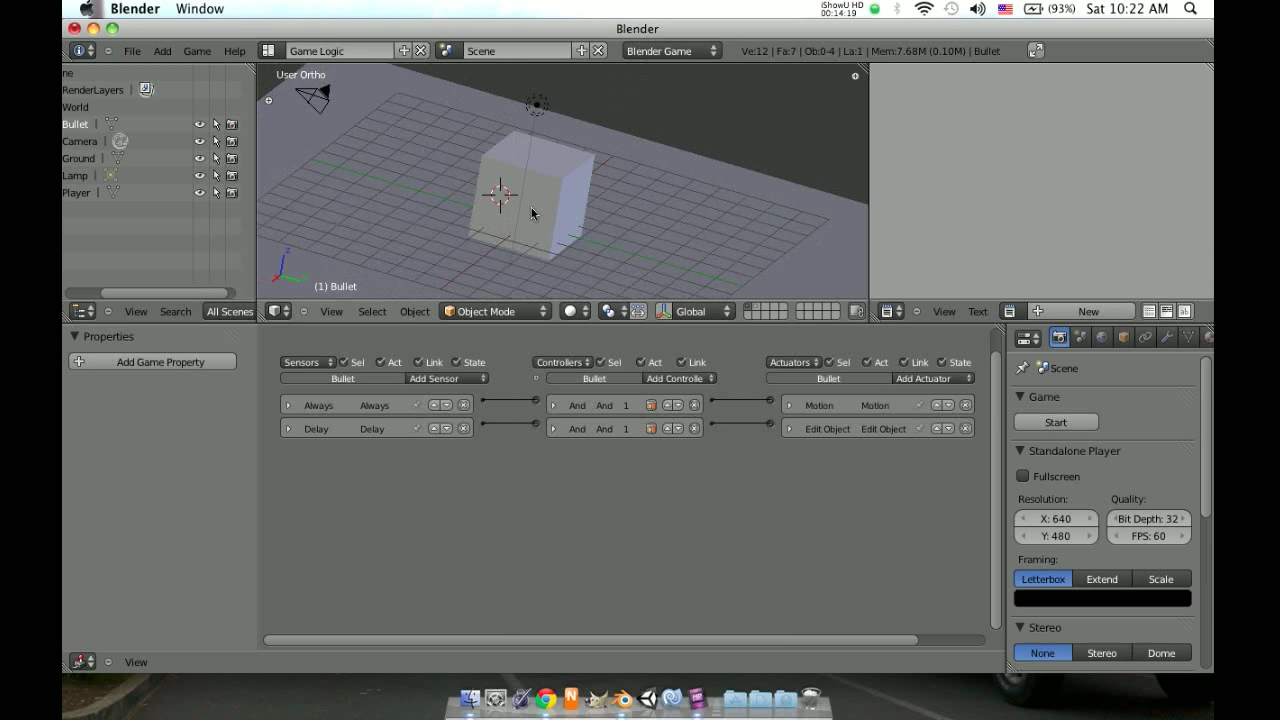 Blender Window
iShowU HD
00:14:19
(93%) Sat 10:22 AM
Blender
File Add Game Help Game Logic Scene Blender Game Ve:12 | Fa:7 | Ob:0-4 | La:1 | Mem:7.68M (0.10M) | Bullet
ne
RenderLayers |
World
Bullet |
Camera |
Ground |
Lamp |
Player |
User Ortho
(1) Bullet
View Search All Scenes
View Select Object Object Mode Global
View Text New
Properties
Add Game Property
Sensors Sel Act Link State
Bullet Add Sensor
Always Always
Delay Delay
Controllers Sel Act Link
Bullet Add Controlle
And And 1
And And 1
Actuators Sel Act Link State
Bullet Add Actuator
Motion Motion
Edit Object Edit Object
Scene
Game
Start
Standalone Player
Fullscreen
Resolution: Quality:
X: 640 Bit Depth: 32
Y: 480 FPS: 60
Framing:
Letterbox Extend Scale
Stereo
None Stereo Dome
View